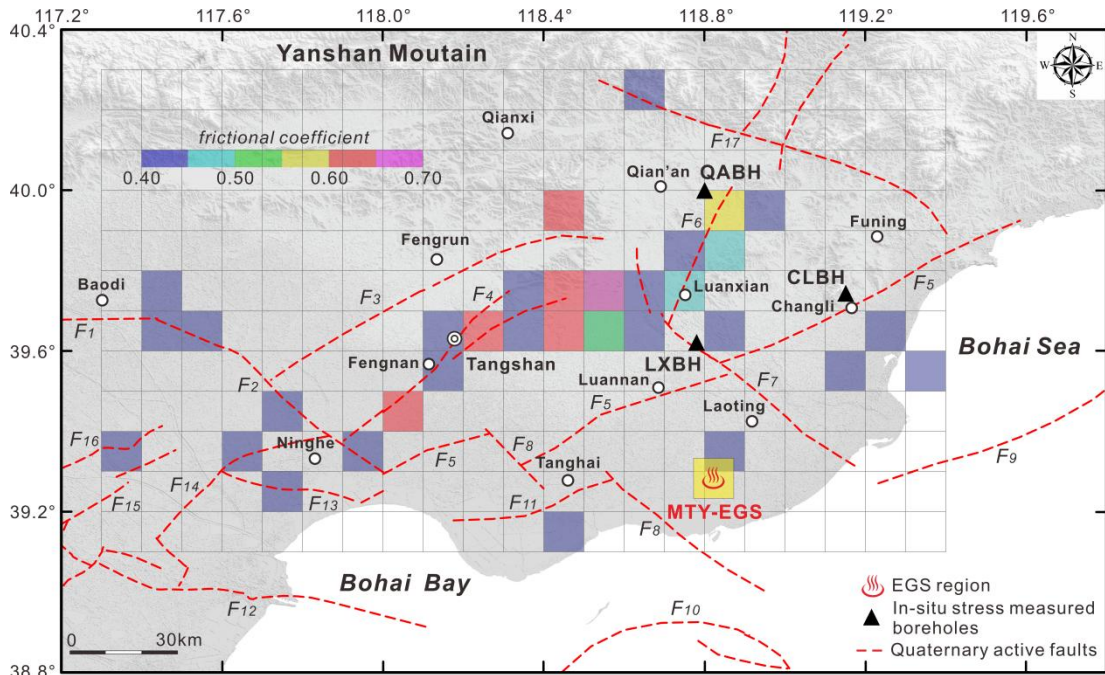 117.2° 117.6° 118.0° 118.4° 118.8° 119.2° 119.6°
40.4°
Yanshan Moutain
N
W E
S
Qianxi
frictional coefficient
F17
0.40 0.50 0.60 0.70
Qian'an QABH
40.0°
F6
Funing
Fengrun
CLBH
F5
Baodi
F3
F4
Luanxian
Changli
F1
39.6°
Bohai Sea
Fengnan Tangshan
LXBH
F2
Luannan
F7
F5
Laoting
F16
Ninghe
F5
F8
F9
F14
Tanghai
F15
F13
F11
MTY-EGS
39.2°
F8
Bohai Bay
EGS region
F12
F10
In-situ stress measured
boreholes
0 30km
Quaternary active faults
38.8°